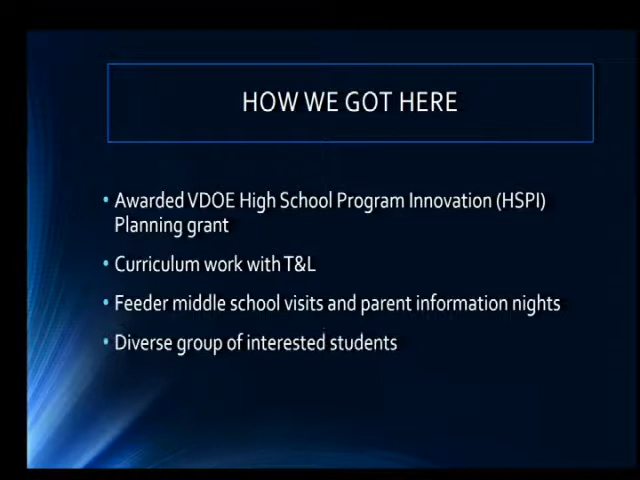 HOW WE GOT HERE
• Awarded VDOE High School Program Innovation (HSPI)
Planning grant
• Curriculum work with T&L
• Feeder middle school visits and parent information nights
• Diverse group of interested students